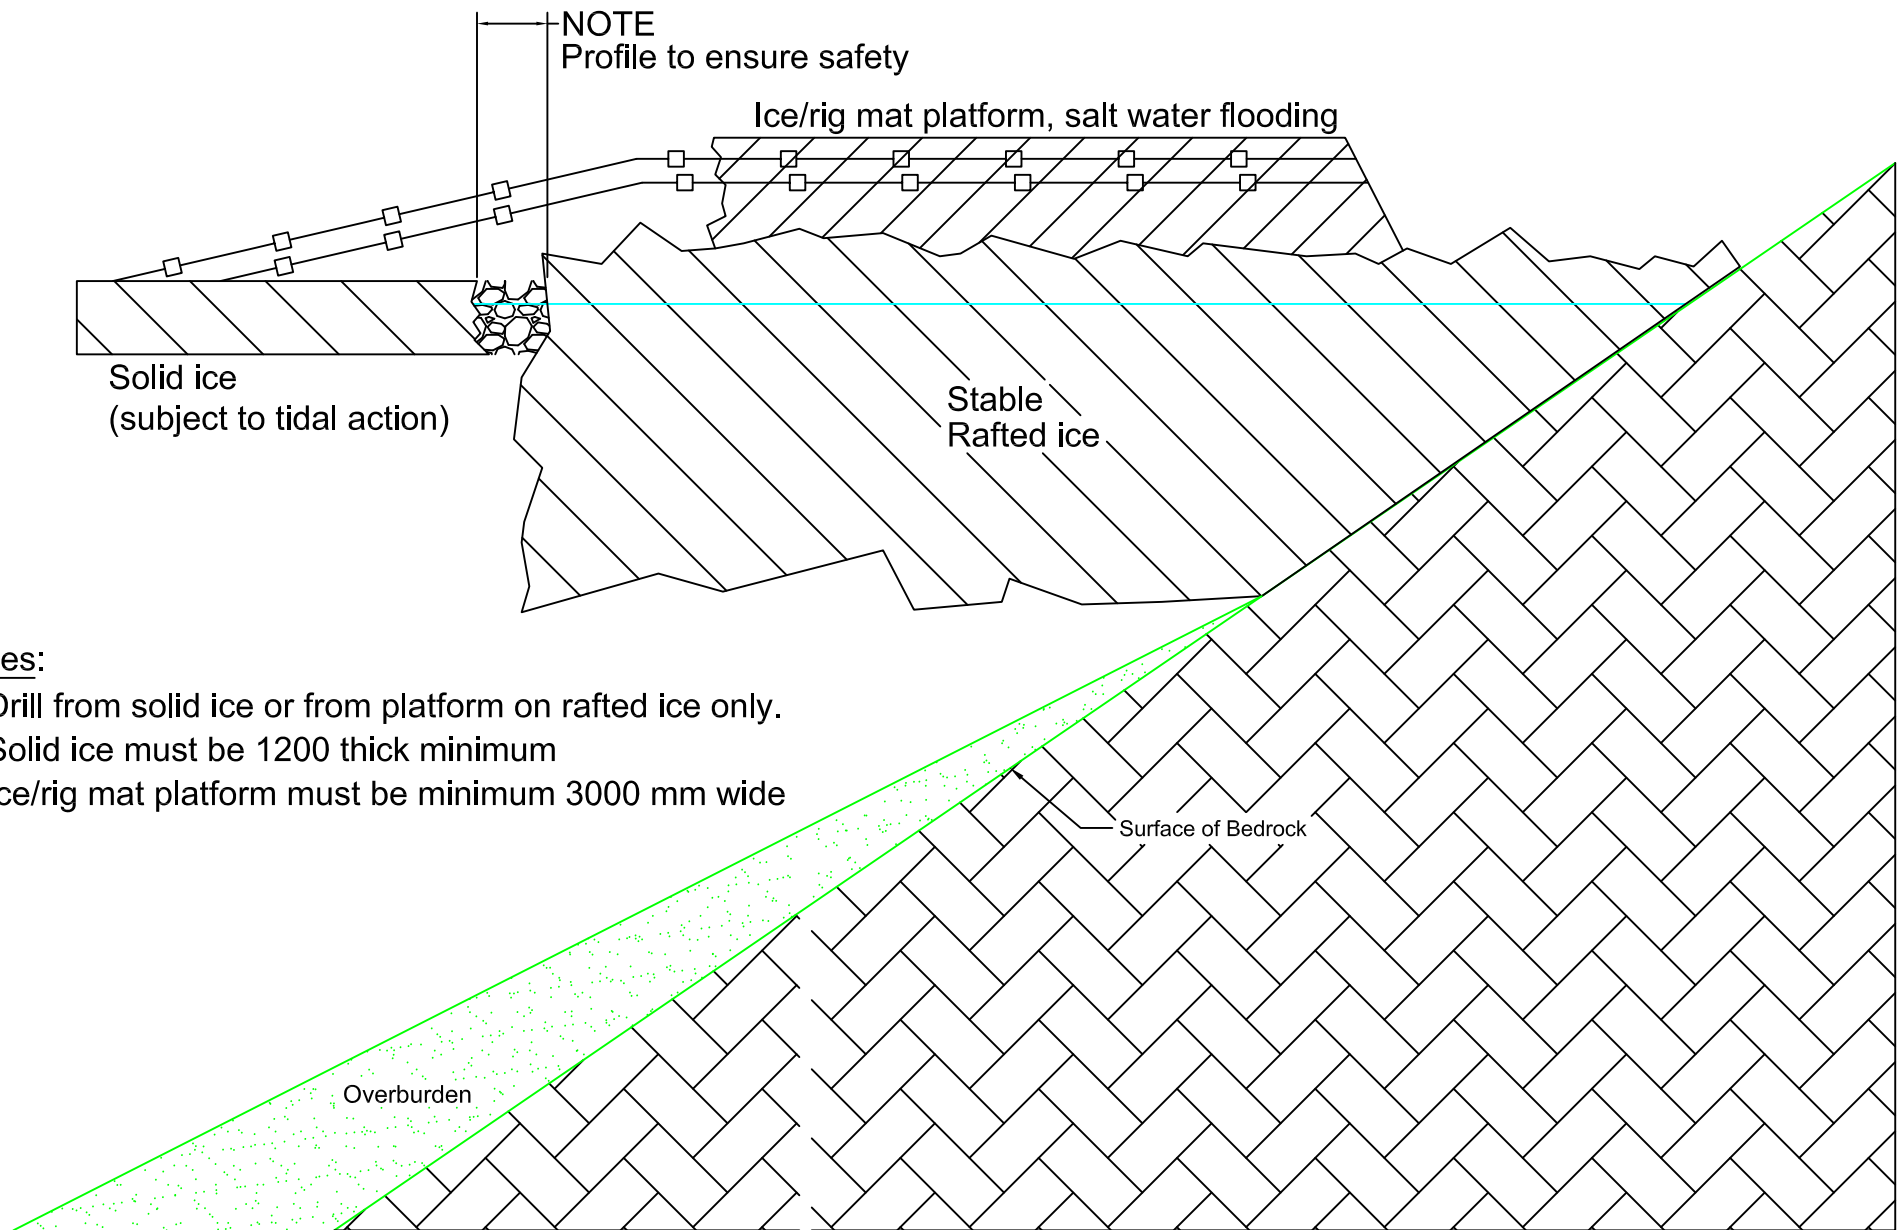 NOTE
Profile to ensure safety
Ice/rig mat platform, salt water flooding
Solid ice
(subject to tidal action)
Stable
Rafted ice
es:
Drill from solid ice or from platform on rafted ice only.
Solid ice must be 1200 thick minimum
ce/rig mat platform must be minimum 3000 mm wide
Surface of Bedrock
Overburden